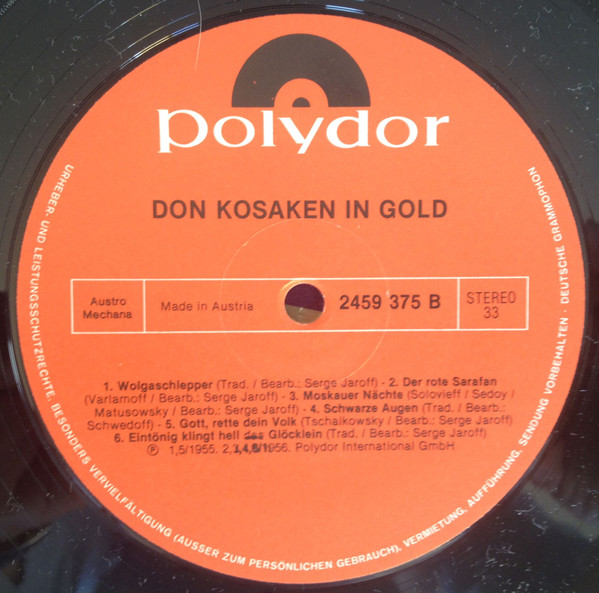 polydor
DON KOSAKEN IN GOLD
Austro
Mechana
Made in Austria
2459 375 B
STEREO
33
1. Wolgaschlepper (Trad. / Bearb.: Serge Jaroff) · 2. Der rote Sarafan
(Varlamoff / Bearb.: Serge Jaroff) · 3. Moskauer Nächte (Solovieff / Sedoy /
Matusowsky / Bearb.: Serge Jaroff) · 4. Schwarze Augen (Trad. / Bearb.:
Schwedoff) · 5. Gott, rette dein Volk (Tschaikowsky / Bearb.: Serge Jaroff)
6. Eintönig klingt hell das Glöcklein (Trad. / Bearb.: Serge Jaroff)
℗ 1,5/1955. 2,3,4,6/1956. Polydor International GmbH
URHEBER- UND LEISTUNGSSCHUTZRECHTE, BESONDERS VERVIELFÄLTIGUNG (AUSSER ZUM PERSÖNLICHEN GEBRAUCH), VERMIETUNG, AUFFÜHRUNG, SENDUNG VORBEHALTEN · DEUTSCHE GRAMMOPHON